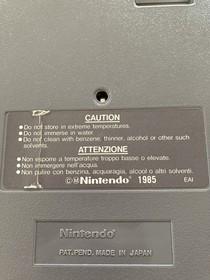 CAUTION
●Do not store in extreme temperatures.
●Do not immerse in water.
●Do not clean with benzene, thinner, alcohol or other such
solvents.
ATTENZIONE
●Non esporre a temperature troppo basse o elevate.
●Non immergere nell'acqua.
●Non pulire con benzina, acquaragia, alcool o altri solventi.
©Ⓜ Nintendo® 1985 EAI
Nintendo®
PAT. PEND. MADE IN JAPAN